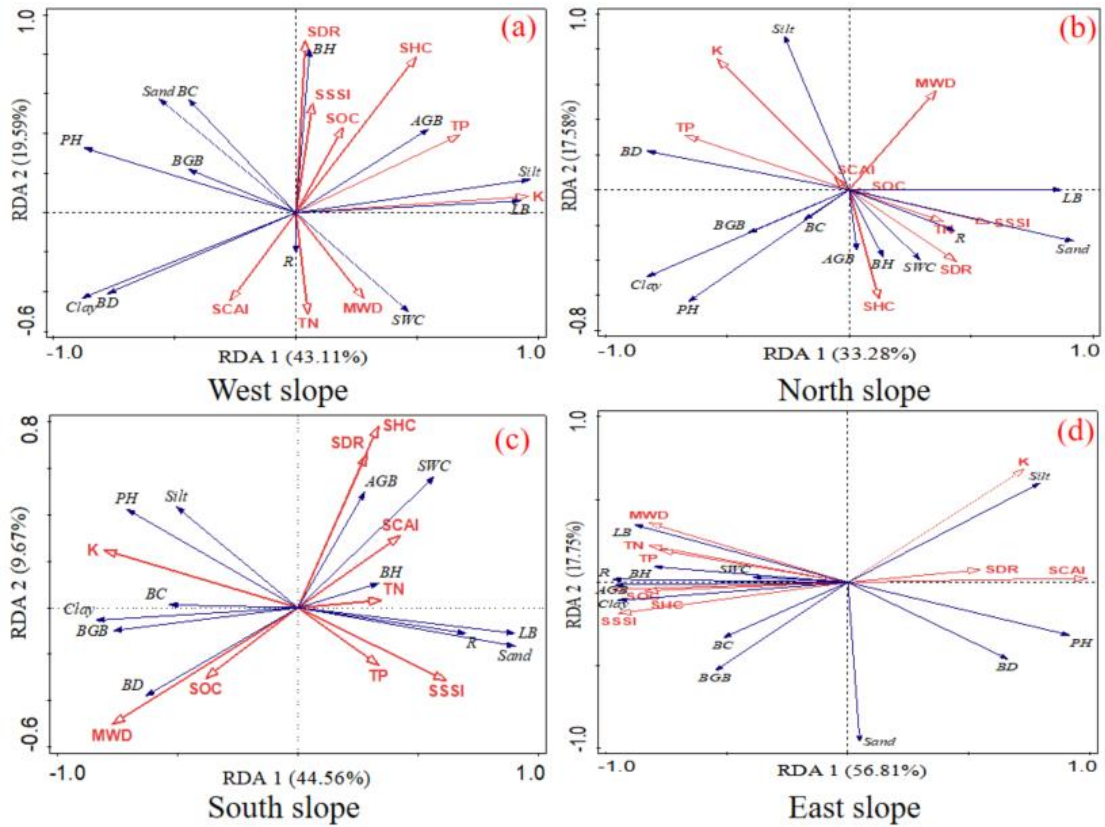 (a)
1.0
SDR
BH
SHC
Sand BC
SSSI
SOC
AGB
TP
PH
BGB
Silt
K
LB
R
Clay BD
SCAI
TN
MWD
SWC
-0.6
RDA 2 (19.59%)
-1.0
1.0
RDA 1 (43.11%)
West slope
(b)
1.0
Silt
K
MWD
TP
BD
SCAI
SOC
LB
BGB
BC
TN
R
SSSI
AGB
BH
SWC
SDR
Sand
Clay
PH
SHC
-0.8
RDA 2 (17.58%)
-1.0
1.0
RDA 1 (33.28%)
North slope
(c)
0.8
SHC
SDR
SWC
AGB
PH
Silt
SCAI
K
BH
TN
BC
Clay
BGB
LB
R
Sand
BD
SOC
TP
SSSI
MWD
-0.6
RDA 2 (9.67%)
-1.0
1.0
RDA 1 (44.56%)
South slope
(d)
1.0
K
Silt
MWD
LB
TN
TP
R
BH
SWC
SDR
SCAI
AGB
SOC
Clay
SHC
SSSI
BC
PH
BGB
BD
Sand
-1.0
RDA 2 (17.75%)
-1.0
1.0
RDA 1 (56.81%)
East slope